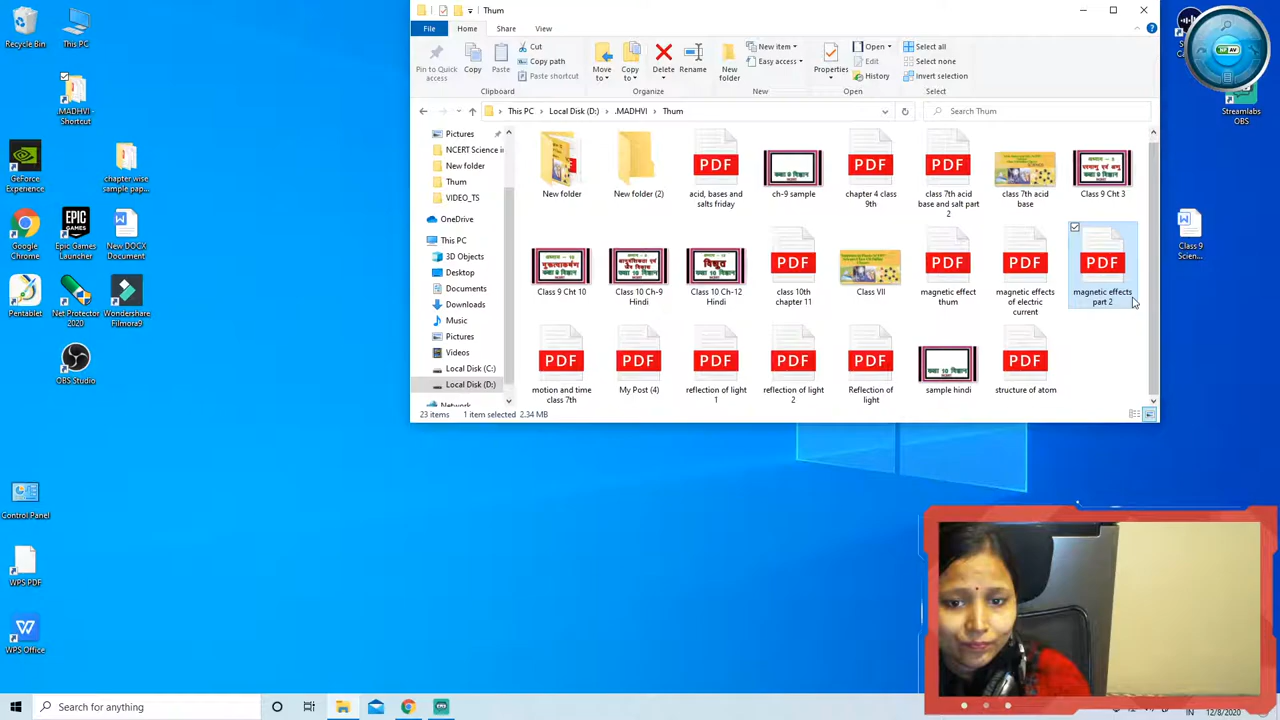 Thum
File
Home
Share
View
Pin to Quick access
Copy
Paste
Cut
Copy path
Paste shortcut
Clipboard
Move to
Copy to
Delete
Rename
Organize
New folder
New item
Easy access
New
Properties
Open
Edit
History
Open
Select all
Select none
Invert selection
Select
This PC
Local Disk (D:)
.MADHVI
Thum
Search Thum
Pictures
NCERT Science i
New folder
Thum
VIDEO_TS
OneDrive
This PC
3D Objects
Desktop
Documents
Downloads
Music
Pictures
Videos
Local Disk (C:)
Local Disk (D:)
Network
New folder
New folder (2)
PDF
acid, bases and
salts friday
ch-9 sample
PDF
chapter 4 class
9th
PDF
class 7th acid
base and salt part
2
class 7th acid
base
Class 9 Cht 3
Class 9 Cht 10
Class 10 Ch-9
Hindi
विद्युत
Class 10 Ch-12
Hindi
PDF
class 10th
chapter 11
Class VII
PDF
magnetic effect
thum
PDF
magnetic effects
of electric
current
PDF
magnetic effects
part 2
PDF
motion and time
class 7th
PDF
My Post (4)
PDF
reflection of light
1
PDF
reflection of light
2
PDF
Reflection of
light
sample hindi
PDF
structure of atom
23 items
1 item selected 2.34 MB
Recycle Bin
This PC
.MADHVI -
Shortcut
GeForce
Experience
chapter wise
sample pap...
Google
Chrome
EPIC
GAMES
Epic Games
Launcher
New DOCX
Document
Pentablet
Net Protector
2020
Wondershare
Filmora9
OBS Studio
Control Panel
WPS PDF
WPS Office
NP AV
Streamlabs
OBS
Class 9
Scien...
Search for anything
IN
12/8/2020